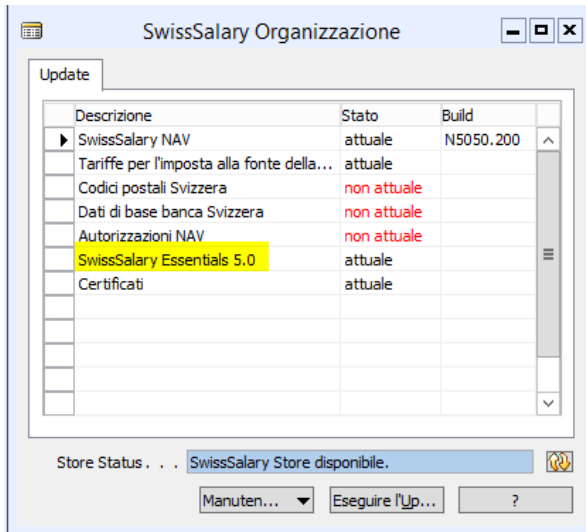 SwissSalary Organizzazione
Update
Descrizione Stato Build
SwissSalary NAV attuale N5050.200
Tariffe per l'imposta alla fonte della... attuale
Codici postali Svizzera non attuale
Dati di base banca Svizzera non attuale
Autorizzazioni NAV non attuale
SwissSalary Essentials 5.0 attuale
Certificati attuale
Store Status . . . SwissSalary Store disponibile.
Manuten... Eseguire l'Up... ?